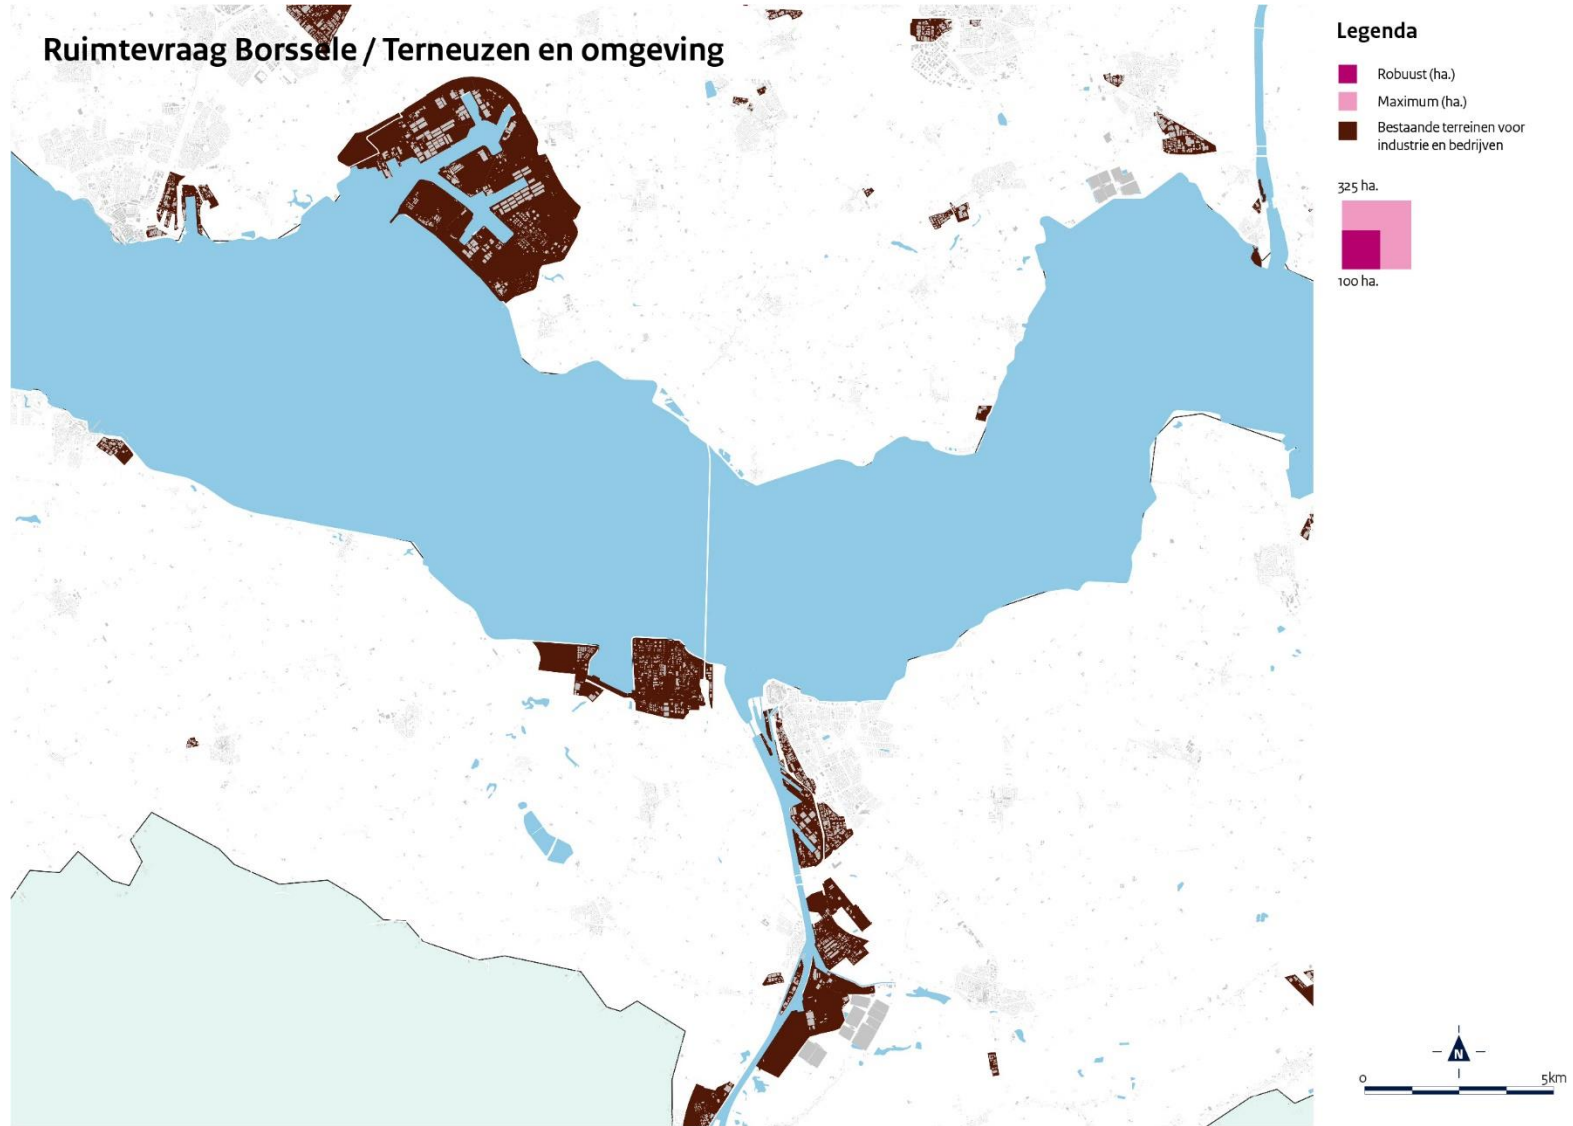 Ruimtevraag Borssele / Terneuzen en omgeving
Legenda
Robuust (ha.)
Maximum (ha.)
Bestaande terreinen voor
industrie en bedrijven
325 ha.
100 ha.
N
0 5km